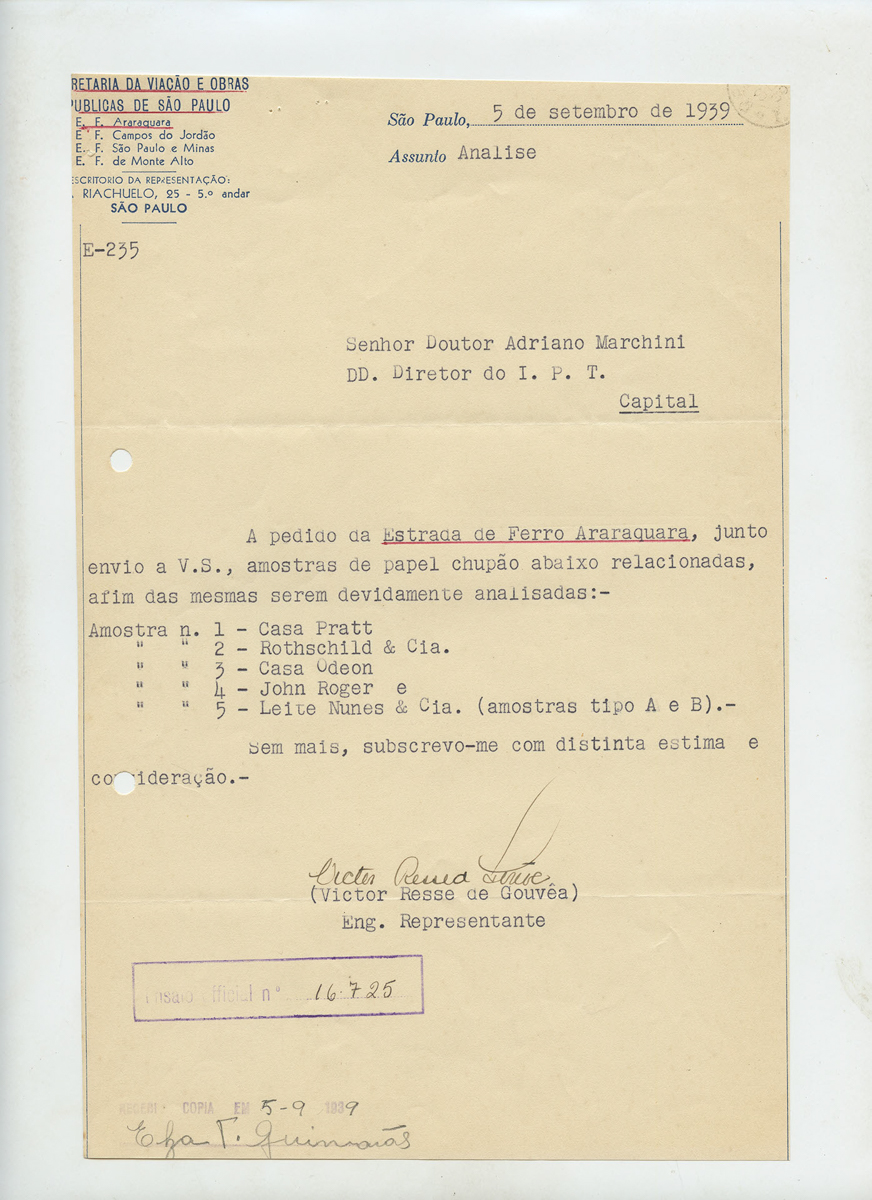 RETARIA DA VIAÇÃO E OBRAS
PUBLICAS DE SÃO PAULO
E. F. Araraquara
E. F. Campos do Jordão
E. F. São Paulo e Minas
E. F. de Monte Alto
ESCRITORIO DA REPRESENTAÇÃO:
. RIACHUELO, 25 - 5.º andar
SÃO PAULO
São Paulo, 5 de setembro de 1939
Assunto Analise
E-235
Senhor Doutor Adriano Marchini
DD. Diretor do I. P. T.
Capital
A pedido da Estrada de Ferro Araraquara, junto
envio a V.S., amostras de papel chupão abaixo relacionadas,
afim das mesmas serem devidamente analisadas:-
Amostra n. 1 - Casa Pratt
" " 2 - Rothschild & Cia.
" " 3 - Casa Odeon
" " 4 - John Roger e
" " 5 - Leite Nunes & Cia. (amostras tipo A e B).-
Sem mais, subscrevo-me com distinta estima e
consideração.-
(Victor Resse de Gouvêa)
Eng. Representante
Ensaio Official nº 16.725
RECEBI COPIA EM 5-9 1939
Guimarães